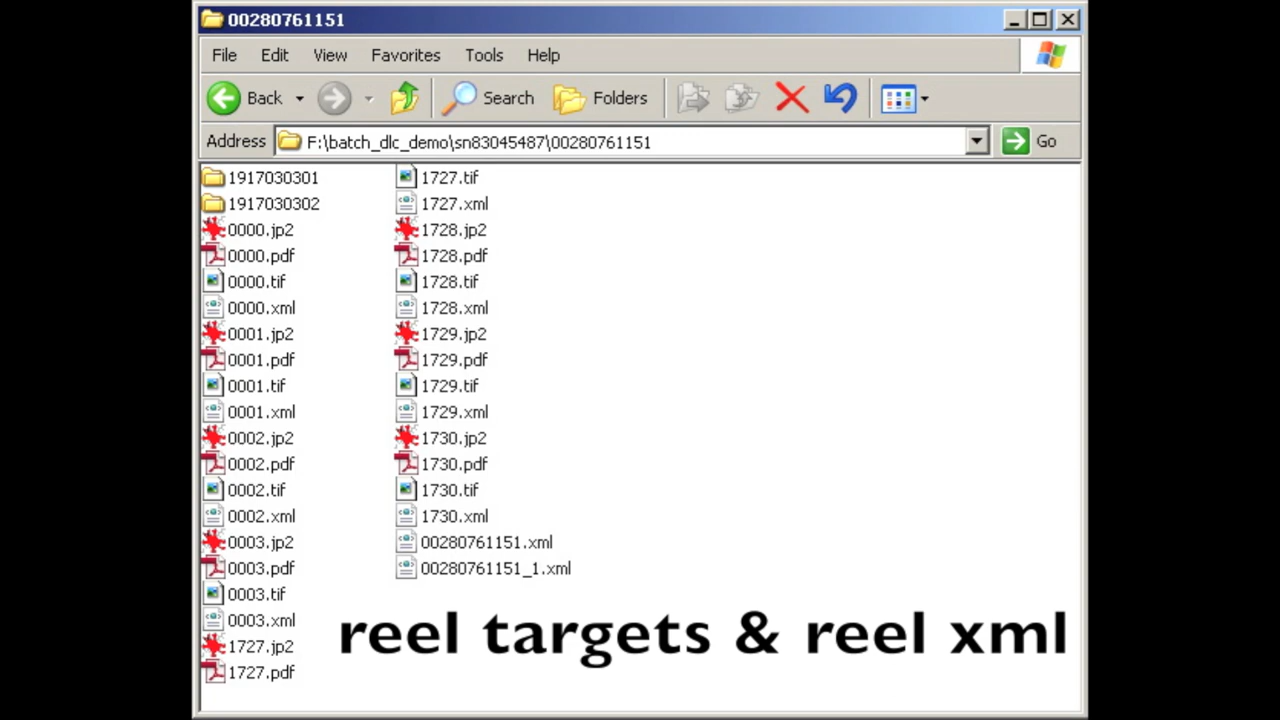 00280761151
File Edit View Favorites Tools Help
Back Search Folders
Address F:\batch_dlc_demo\sn83045487\00280761151 Go
1917030301
1917030302
0000.jp2
0000.pdf
0000.tif
0000.xml
0001.jp2
0001.pdf
0001.tif
0001.xml
0002.jp2
0002.pdf
0002.tif
0002.xml
0003.jp2
0003.pdf
0003.tif
0003.xml
1727.jp2
1727.pdf
1727.tif
1727.xml
1728.jp2
1728.pdf
1728.tif
1728.xml
1729.jp2
1729.pdf
1729.tif
1729.xml
1730.jp2
1730.pdf
1730.tif
1730.xml
00280761151.xml
00280761151_1.xml
reel targets & reel xml